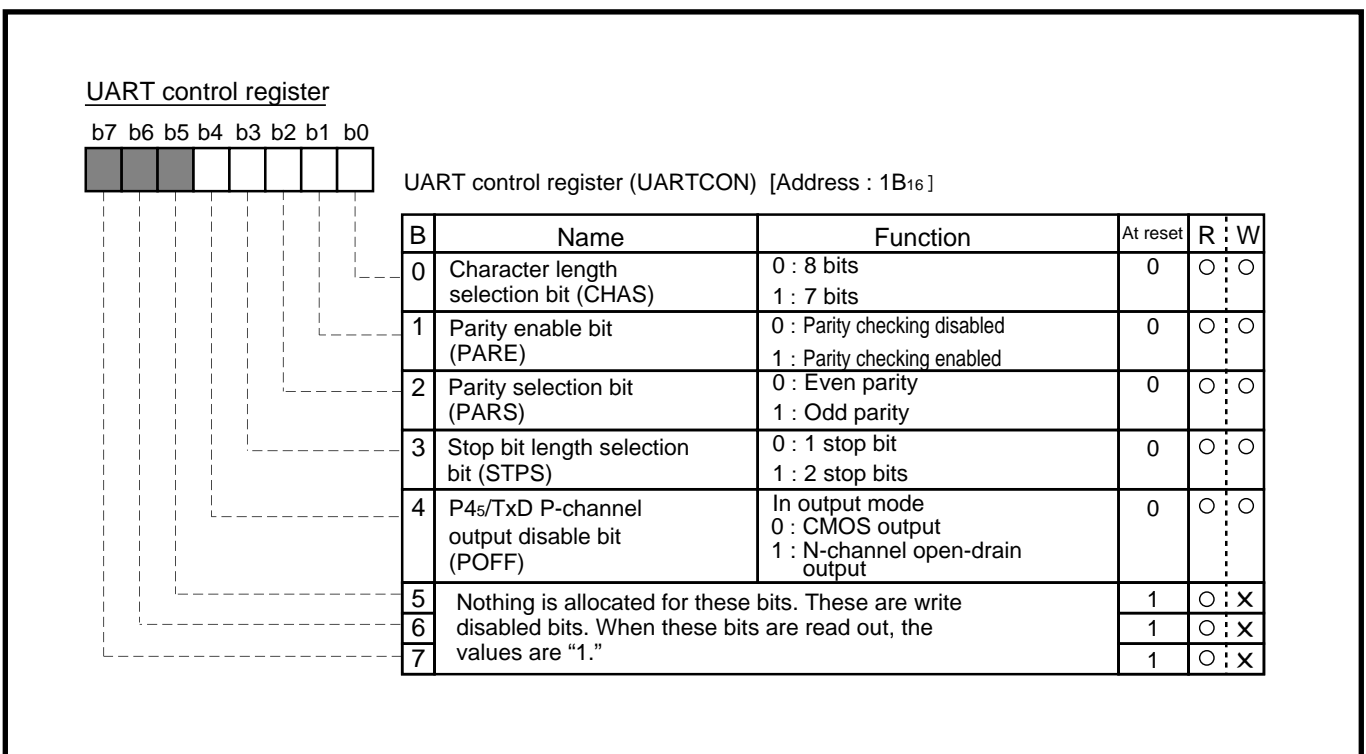 UART control register
b7 b6 b5 b4 b3 b2 b1 b0
UART control register (UARTCON) [Address : 1B16 ]
B Name Function At reset R W
0 Character length selection bit (CHAS) 0 : 8 bits 1 : 7 bits 0 ○ ○
1 Parity enable bit (PARE) 0 : Parity checking disabled 1 : Parity checking enabled 0 ○ ○
2 Parity selection bit (PARS) 0 : Even parity 1 : Odd parity 0 ○ ○
3 Stop bit length selection bit (STPS) 0 : 1 stop bit 1 : 2 stop bits 0 ○ ○
4 P45/TxD P-channel output disable bit (POFF) In output mode 0 : CMOS output 1 : N-channel open-drain output 0 ○ ○
5 Nothing is allocated for these bits. These are write 1 ○ ×
6 disabled bits. When these bits are read out, the 1 ○ ×
7 values are “1.” 1 ○ ×